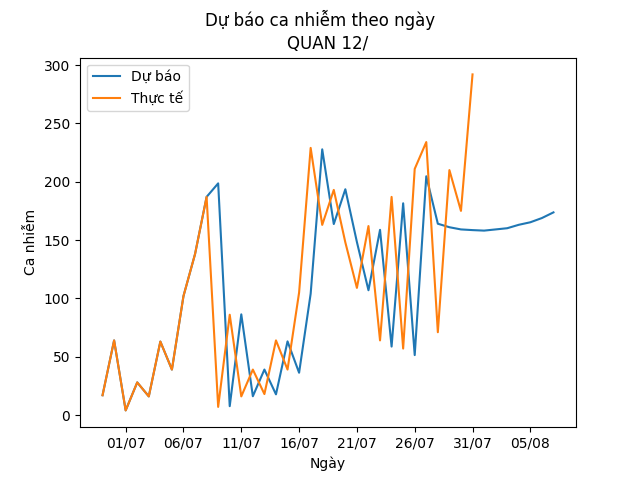 Dự báo ca nhiễm theo ngày
QUAN 12/
Dự báo
Thực tế
Ca nhiễm
300
250
200
150
100
50
0
01/07 06/07 11/07 16/07 21/07 26/07 31/07 05/08
Ngày